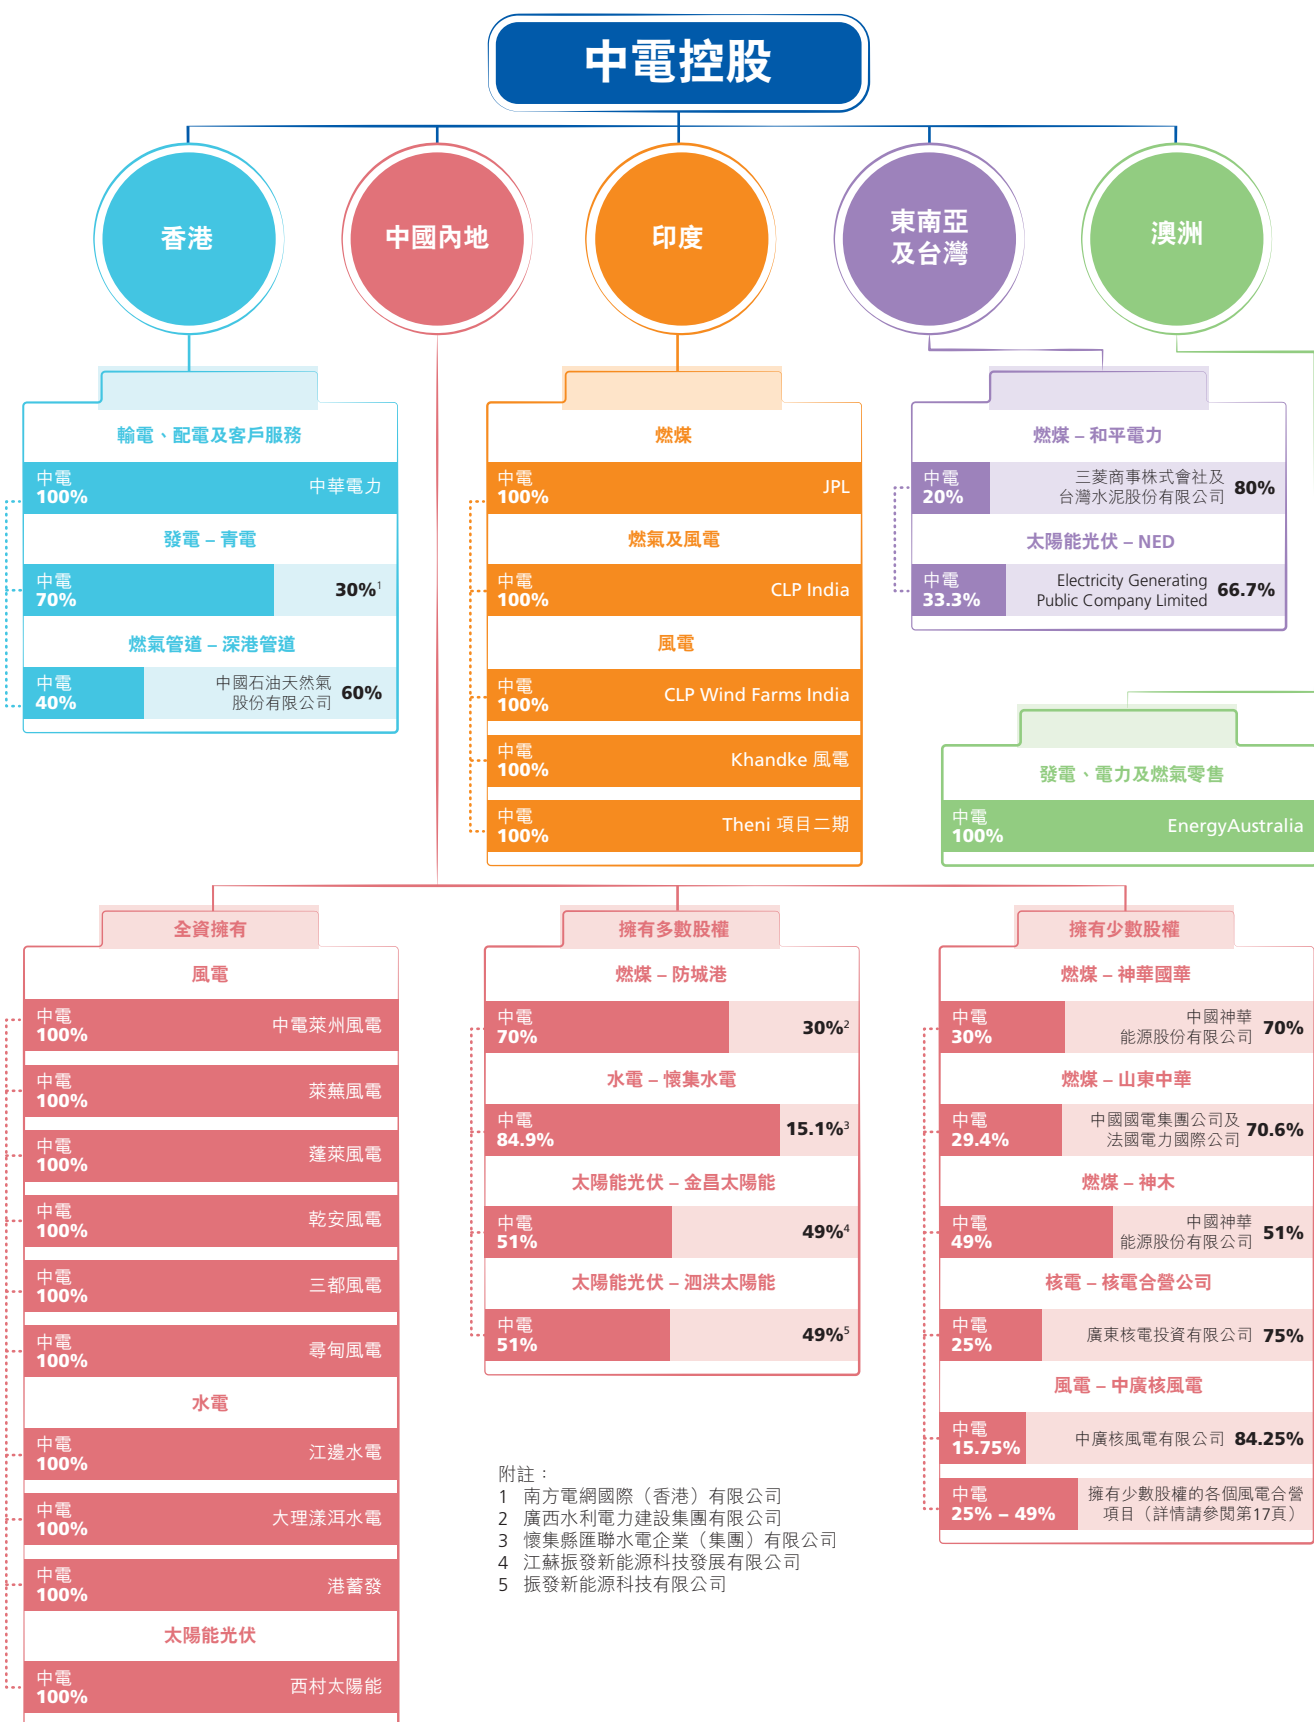 中電控股
香港
中國內地
印度
東南亞
及台灣
澳洲
輸電、配電及客戶服務
中電
100%
中華電力
發電 – 青電
中電
70%
30%1
燃氣管道 – 深港管道
中電
40%
中國石油天然氣
股份有限公司
60%
燃煤
中電
100%
JPL
燃氣及風電
中電
100%
CLP India
風電
中電
100%
CLP Wind Farms India
中電
100%
Khandke 風電
中電
100%
Theni 項目二期
燃煤 – 和平電力
中電
20%
三菱商事株式會社及
台灣水泥股份有限公司
80%
太陽能光伏 – NED
中電
33.3%
Electricity Generating
Public Company Limited
66.7%
發電、電力及燃氣零售
中電
100%
EnergyAustralia
全資擁有
風電
中電
100%
中電萊州風電
中電
100%
萊蕪風電
中電
100%
蓬萊風電
中電
100%
乾安風電
中電
100%
三都風電
中電
100%
尋甸風電
水電
中電
100%
江邊水電
中電
100%
大理漾洱水電
中電
100%
港蓄發
太陽能光伏
中電
100%
西村太陽能
擁有多數股權
燃煤 – 防城港
中電
70%
30%2
水電 – 懷集水電
中電
84.9%
15.1%3
太陽能光伏 – 金昌太陽能
中電
51%
49%4
太陽能光伏 – 泗洪太陽能
中電
51%
49%5
擁有少數股權
燃煤 – 神華國華
中電
30%
中國神華
能源股份有限公司
70%
燃煤 – 山東中華
中電
29.4%
中國國電集團公司及
法國電力國際公司
70.6%
燃煤 – 神木
中電
49%
中國神華
能源股份有限公司
51%
核電 – 核電合營公司
中電
25%
廣東核電投資有限公司
75%
風電 – 中廣核風電
中電
15.75%
中廣核風電有限公司
84.25%
中電
25% – 49%
擁有少數股權的各個風電合營
項目（詳情請參閱第17頁）
附註：
1 南方電網國際（香港）有限公司
2 廣西水利電力建設集團有限公司
3 懷集縣匯聯水電企業（集團）有限公司
4 江蘇振發新能源科技發展有限公司
5 振發新能源科技有限公司